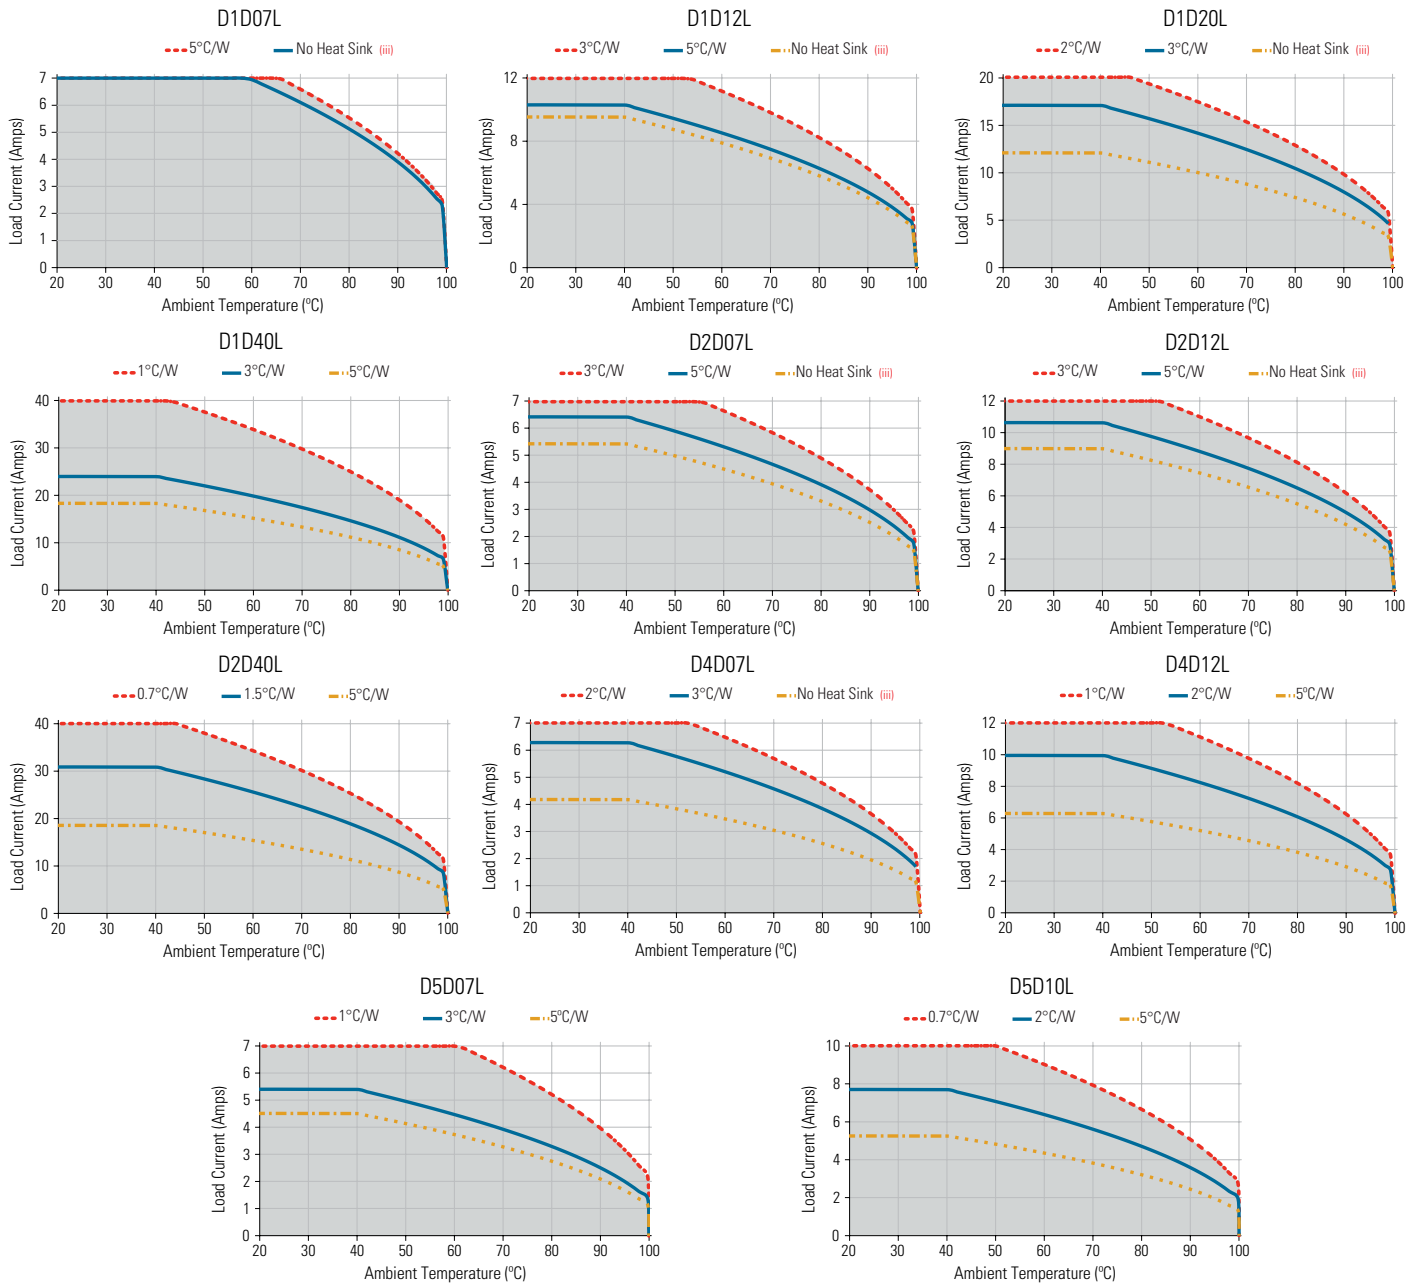 D1D07L
5°C/W No Heat Sink (iii)
Load Current (Amps)
7
6
5
4
3
2
1
0
20 30 40 50 60 70 80 90 100
Ambient Temperature (ºC)
D1D12L
3°C/W 5°C/W No Heat Sink (iii)
Load Current (Amps)
12
8
4
0
20 30 40 50 60 70 80 90 100
Ambient Temperature (ºC)
D1D20L
2°C/W 3°C/W No Heat Sink (iii)
Load Current (Amps)
20
15
10
5
0
20 30 40 50 60 70 80 90 100
Ambient Temperature (ºC)
D1D40L
1°C/W 3°C/W 5°C/W
Load Current (Amps)
40
30
20
10
0
20 30 40 50 60 70 80 90 100
Ambient Temperature (ºC)
D2D07L
3°C/W 5°C/W No Heat Sink (iii)
Load Current (Amps)
7
6
5
4
3
2
1
0
20 30 40 50 60 70 80 90 100
Ambient Temperature (ºC)
D2D12L
3°C/W 5°C/W No Heat Sink (iii)
Load Current (Amps)
12
10
8
6
4
2
0
20 30 40 50 60 70 80 90 100
Ambient Temperature (ºC)
D2D40L
0.7°C/W 1.5°C/W 5°C/W
Load Current (Amps)
40
30
20
10
0
20 30 40 50 60 70 80 90 100
Ambient Temperature (ºC)
D4D07L
2°C/W 3°C/W No Heat Sink (iii)
Load Current (Amps)
7
6
5
4
3
2
1
0
20 30 40 50 60 70 80 90 100
Ambient Temperature (ºC)
D4D12L
1°C/W 2°C/W 5ºC/W
Load Current (Amps)
12
10
8
6
4
2
0
20 30 40 50 60 70 80 90 100
Ambient Temperature (ºC)
D5D07L
1°C/W 3°C/W 5ºC/W
Load Current (Amps)
7
6
5
4
3
2
1
0
20 30 40 50 60 70 80 90 100
Ambient Temperature (ºC)
D5D10L
0.7°C/W 2°C/W 5°C/W
Load Current (Amps)
10
8
6
4
2
0
20 30 40 50 60 70 80 90 100
Ambient Temperature (ºC)